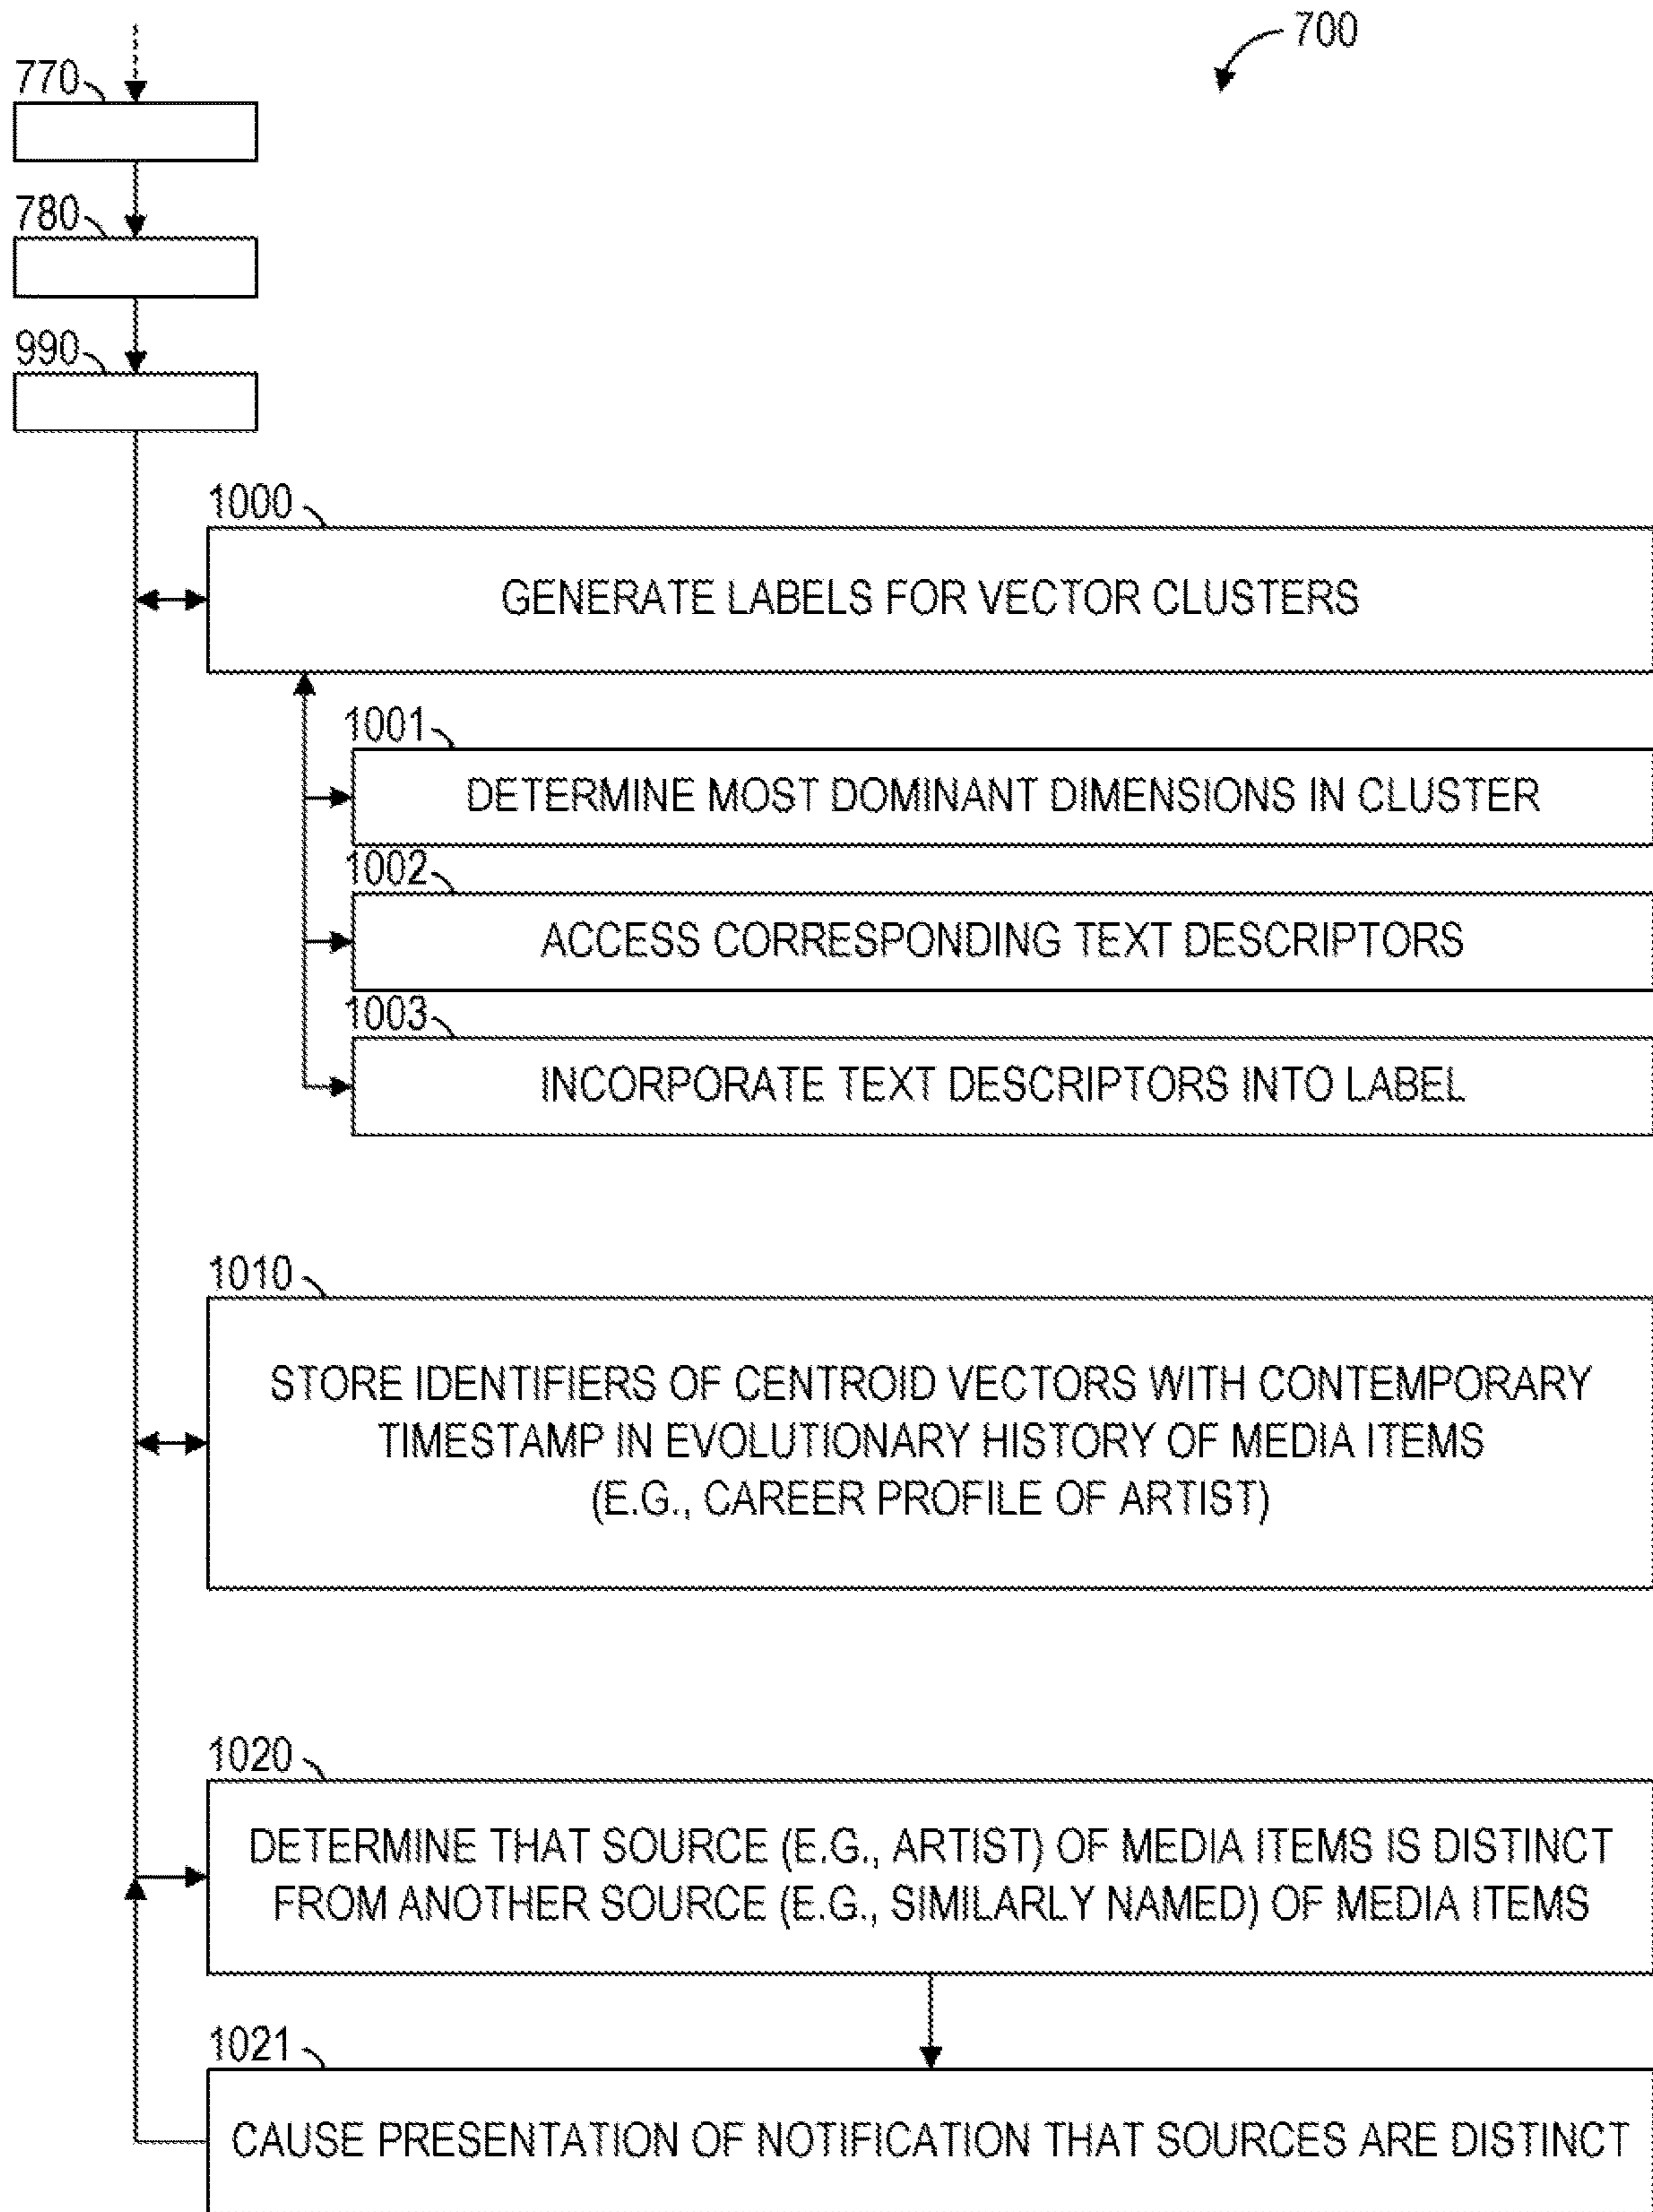 700
770
780
990
1000
GENERATE LABELS FOR VECTOR CLUSTERS
1001
DETERMINE MOST DOMINANT DIMENSIONS IN CLUSTER
1002
ACCESS CORRESPONDING TEXT DESCRIPTORS
1003
INCORPORATE TEXT DESCRIPTORS INTO LABEL
1010
STORE IDENTIFIERS OF CENTROID VECTORS WITH CONTEMPORARY
TIMESTAMP IN EVOLUTIONARY HISTORY OF MEDIA ITEMS
(E.G., CAREER PROFILE OF ARTIST)
1020
DETERMINE THAT SOURCE (E.G., ARTIST) OF MEDIA ITEMS IS DISTINCT
FROM ANOTHER SOURCE (E.G., SIMILARLY NAMED) OF MEDIA ITEMS
1021
CAUSE PRESENTATION OF NOTIFICATION THAT SOURCES ARE DISTINCT